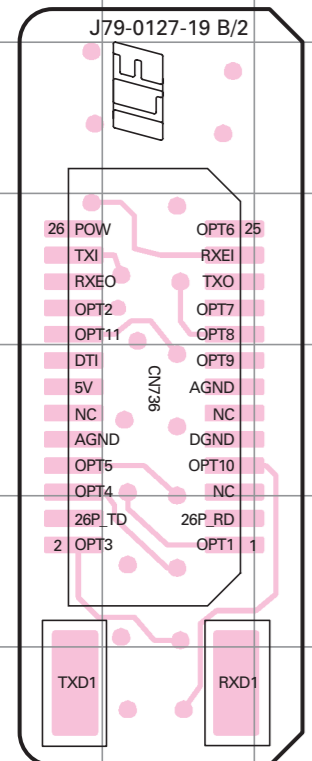 J79-0127-19 B/2
26 POW OPT6 25
TXI RXEI
RXEO TXO
OPT2 OPT7
OPT11 OPT8
DTI OPT9
5V AGND
NC NC
AGND DGND
OPT5 OPT10
OPT4 NC
26P_TD 26P_RD
2 OPT3 OPT1 1
CN736
TXD1 RXD1